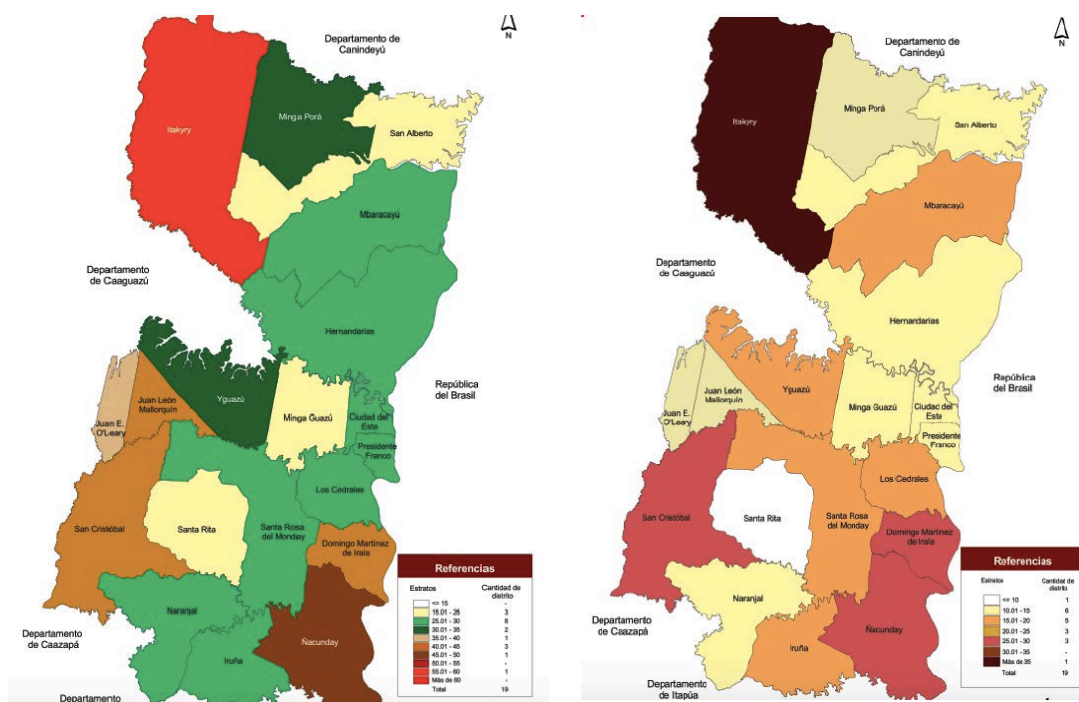 N
Departamento de
Canindeyú
Itakyry
Minga Porá
San Alberto
Mbaracayú
Departamento
de Caaguazú
Hernandarias
República
del Brasil
Juan León
Mallorquín
Yguazú
Minga Guazú
Ciudad del
Este
Juan E.
O'Leary
Presidente
Franco
Los Cedrales
San Cristóbal
Santa Rita
Santa Rosa
del Monday
Domingo Martínez
de Irala
Naranjal
Ñacunday
Departamento
de Caazapá
Iruña
Departamento
Referencias
Estratos Cantidad de
distrito
<= 15 -
15.01 - 25 3
25.01 - 30 8
30.01 - 35 2
35.01 - 40 1
40.01 - 45 3
45.01 - 50 1
50.01 - 55 -
55.01 - 60 1
Más de 60 -
Total 19
N
Departamento de
Canindeyú
Itakyry
Minga Porá
San Alberto
Mbaracayú
Departamento
de Caaguazú
Hernandarias
República
del Brasil
Juan León
Mallorquín
Yguazú
Minga Guazú
Ciudad del
Este
Juan E.
O'Leary
Presidente
Franco
Los Cedrales
San Cristóbal
Santa Rita
Santa Rosa
del Monday
Domingo Martínez
de Irala
Naranjal
Ñacunday
Departamento
de Caazapá
Iruña
Departamento
de Itapúa
Referencias
Estratos Cantidad de
distrito
<= 10 1
10.01 - 15 6
15.01 - 20 5
20.01 - 25 3
25.01 - 30 3
30.01 - 35 -
Más de 35 1
Total 19